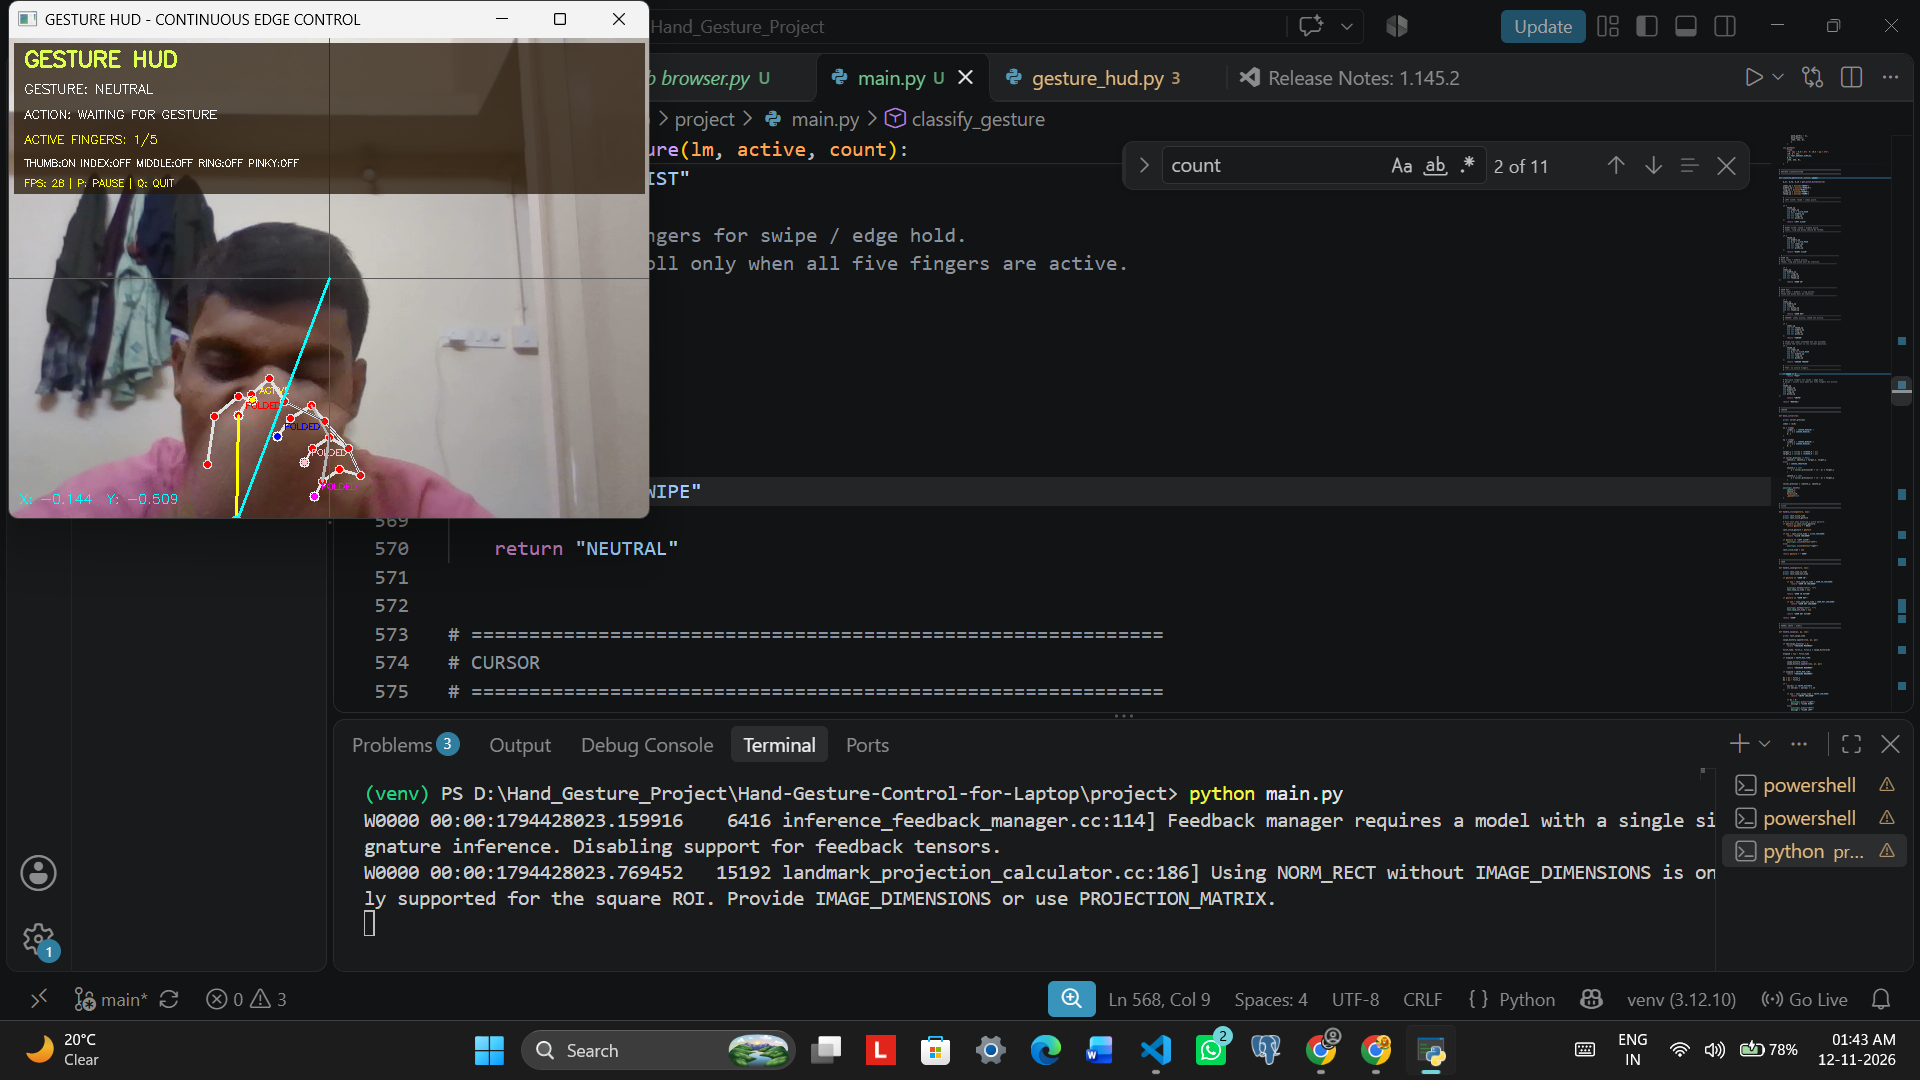 GESTURE HUD - CONTINUOUS EDGE CONTROL
GESTURE HUD
GESTURE: NEUTRAL
ACTION: WAITING FOR GESTURE
ACTIVE FINGERS: 1/5
THUMB:ON INDEX:OFF MIDDLE:OFF RING:OFF PINKY:OFF
FPS: 28 | P: PAUSE | Q: QUIT
ACTIVE
FOLDED
FOLDED
FOLDED
FOLDED
X: -0.144 Y: -0.509
Hand_Gesture_Project
Update
browser.py U
main.py U
gesture_hud.py 3
Release Notes: 1.145.2
project > main.py > classify_gesture
ure(lm, active, count):
count
Aa ab .* 2 of 11
IST"
ngers for swipe / edge hold.
oll only when all five fingers are active.
WIPE"
569
570 return "NEUTRAL"
571
572
573 # ============================================================
574 # CURSOR
575 # ============================================================
Problems 3 Output Debug Console Terminal Ports
(venv) PS D:\Hand_Gesture_Project\Hand-Gesture-Control-for-Laptop\project> python main.py
W0000 00:00:1794428023.159916    6416 inference_feedback_manager.cc:114] Feedback manager requires a model with a single si
gnature inference. Disabling support for feedback tensors.
W0000 00:00:1794428023.769452   15192 landmark_projection_calculator.cc:186] Using NORM_RECT without IMAGE_DIMENSIONS is on
ly supported for the square ROI. Provide IMAGE_DIMENSIONS or use PROJECTION_MATRIX.
powershell
powershell
python pr...
1
main* 0 3
Ln 568, Col 9 Spaces: 4 UTF-8 CRLF { } Python venv (3.12.10) Go Live
20°C
Clear
Search
L
2
ENG
IN
78%
01:43 AM
12-11-2026